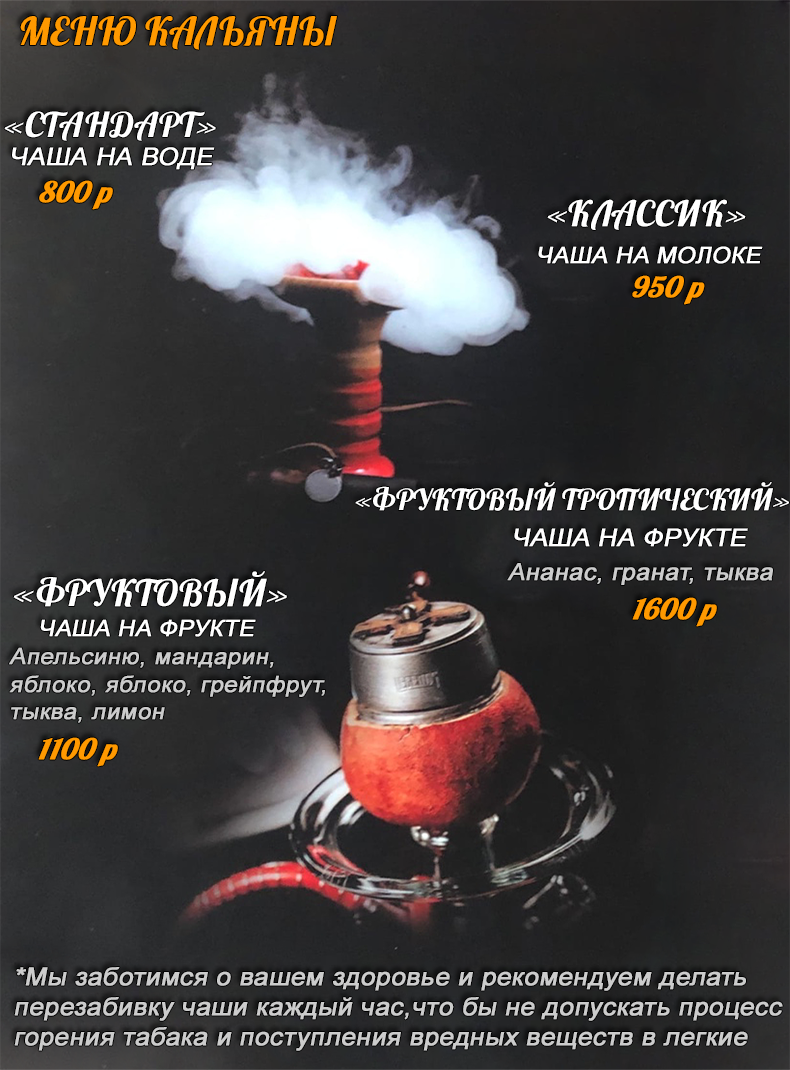 МЕНЮ КАЛЬЯНЫ
«СТАНДАРТ»
ЧАША НА ВОДЕ
800 р
«КЛАССИК»
ЧАША НА МОЛОКЕ
950 р
«ФРУКТОВЫЙ ТРОПИЧЕСКИЙ»
ЧАША НА ФРУКТЕ
Ананас, гранат, тыква
1600 р
«ФРУКТОВЫЙ»
ЧАША НА ФРУКТЕ
Апельсиню, мандарин,
яблоко, яблоко, грейпфрут,
тыква, лимон
1100 р
*Мы заботимся о вашем здоровье и рекомендуем делать
перезабивку чаши каждый час,что бы не допускать процесс
горения табака и поступления вредных веществ в легкие